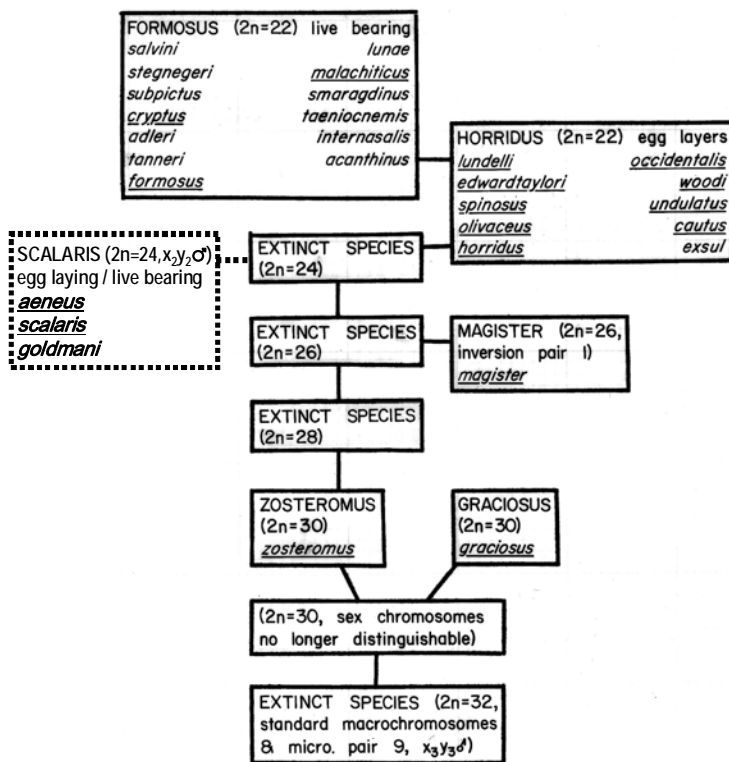 FORMOSUS (2n=22) live bearing
salvini lunae
stegnegeri malachiticus
subpictus smaragdinus
cryptus taeniocnemis
adleri internasalis
tanneri acanthinus
formosus
HORRIDUS (2n=22) egg layers
lundelli occidentalis
edwardtaylori woodi
spinosus undulatus
olivaceus cautus
horridus exsul
SCALARIS (2n=24, x₂y₂♂)
egg laying / live bearing
aeneus
scalaris
goldmani
EXTINCT SPECIES
(2n=24)
EXTINCT SPECIES
(2n=26)
MAGISTER (2n=26,
inversion pair 1)
magister
EXTINCT SPECIES
(2n=28)
ZOSTEROMUS
(2n=30)
zosteromus
GRACIOSUS
(2n=30)
graciosus
(2n=30, sex chromosomes
no longer distinguishable)
EXTINCT SPECIES (2n=32,
standard macrochromosomes
& micro. pair 9, x₃y₃♂)